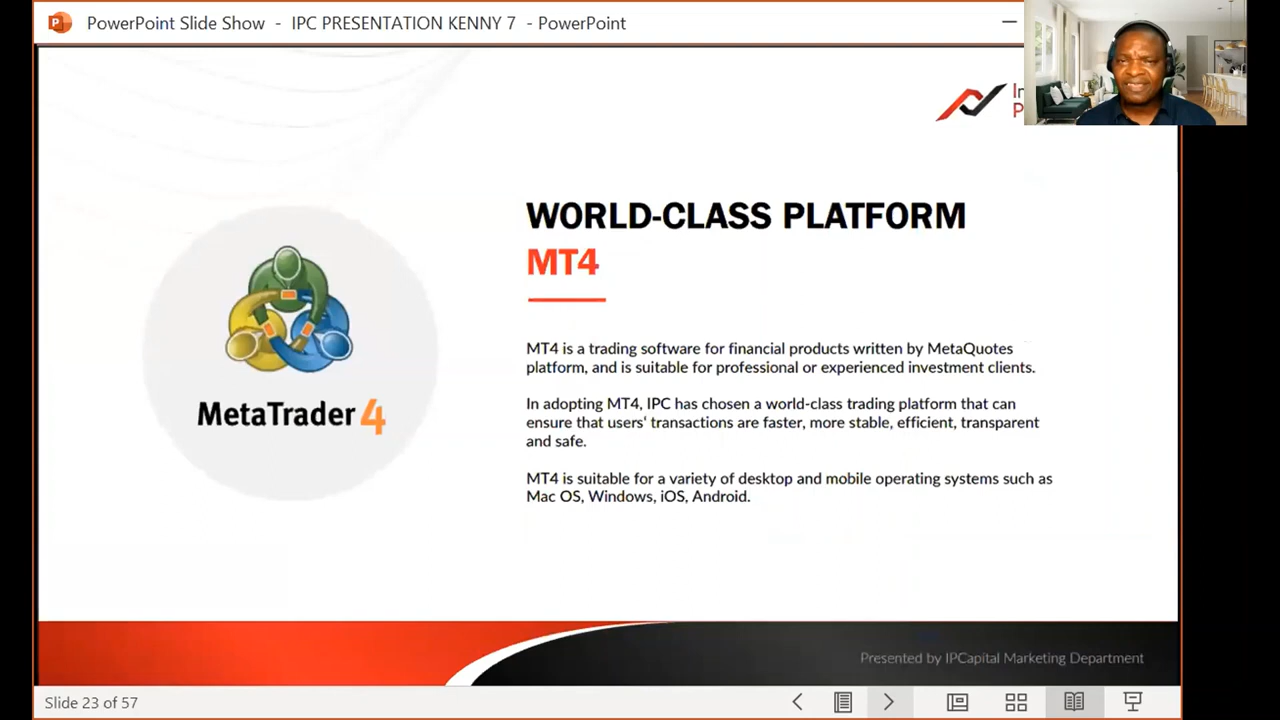 PowerPoint Slide Show - IPC PRESENTATION KENNY 7 - PowerPoint
WORLD-CLASS PLATFORM
MT4
MT4 is a trading software for financial products written by MetaQuotes
platform, and is suitable for professional or experienced investment clients.
In adopting MT4, IPC has chosen a world-class trading platform that can
ensure that users' transactions are faster, more stable, efficient, transparent
and safe.
MT4 is suitable for a variety of desktop and mobile operating systems such as
Mac OS, Windows, iOS, Android.
MetaTrader 4
Presented by IPCapital Marketing Department
Slide 23 of 57